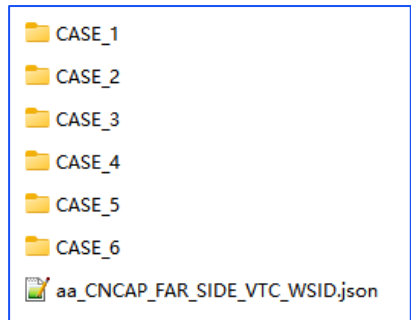 CASE_1
CASE_2
CASE_3
CASE_4
CASE_5
CASE_6
aa_CNCAP_FAR_SIDE_VTC_WSID.json